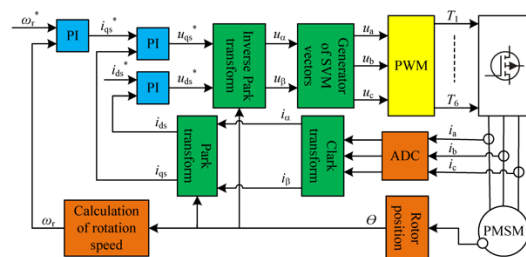 ωr*
PI
iqs*
PI
uqs*
ids*
PI
uds*
Inverse Park
transform
uα
uβ
Generator
of SVM
vectors
ua
ub
uc
PWM
T1
T6
ids
iqs
Park
transform
iα
iβ
Clark
transform
ADC
ia
ib
ic
ωr
Calculation
of rotation
speed
Θ
Rotor
position
PMSM